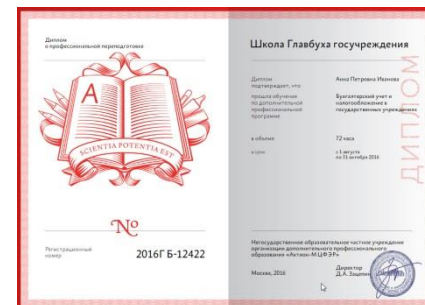 Диплом
о профессиональной переподготовке
A
SCIENTIA POTENTIA EST
№
Регистрационный
номер
2016Г Б-12422
Школа Главбуха госучреждения
Диплом
подтверждает, что
Анна Петровна Иванова
прошла обучение
по дополнительной
профессиональной
программе
Бухгалтерский учет и
налогообложение в
государственных учреждениях
в объеме
72 часа
в срок
с 1 августа
по 31 октября 2016
ДИПЛОМ
Негосударственное образовательное частное учреждение
организация дополнительного профессионального
образования «Актион-МЦФЭР»
Москва, 2016
Директор
Д.А.